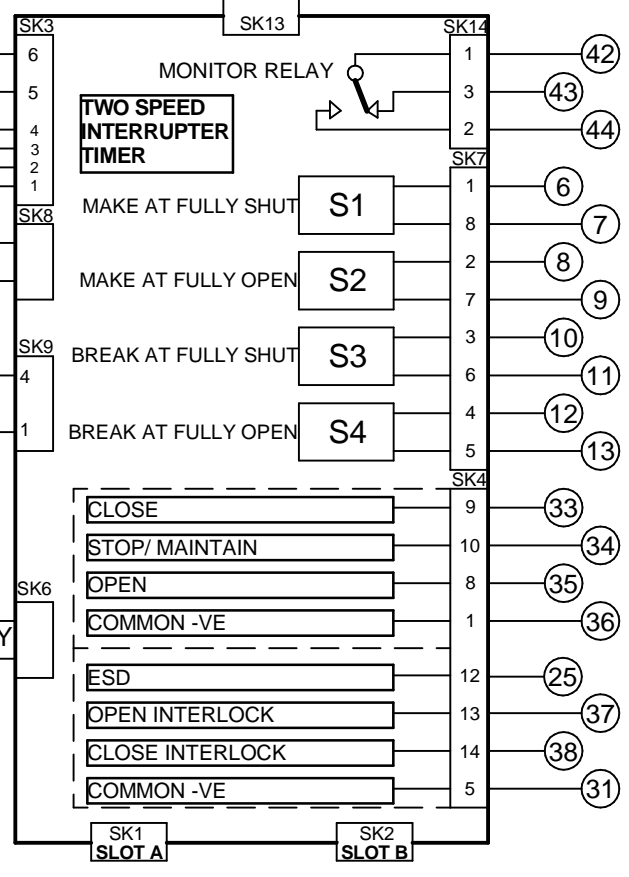 SK13
SK3
6
5
4
3
2
1
TWO SPEED
INTERRUPTER
TIMER
MONITOR RELAY
SK14
1 42
3 43
2 44
SK7
MAKE AT FULLY SHUT S1 1 6
8 7
SK8
MAKE AT FULLY OPEN S2 2 8
7 9
SK9
4
1
BREAK AT FULLY SHUT S3 3 10
6 11
BREAK AT FULLY OPEN S4 4 12
5 13
SK4
CLOSE 9 33
STOP/ MAINTAIN 10 34
OPEN 8 35
COMMON -VE 1 36
SK6
Y
ESD 12 25
OPEN INTERLOCK 13 37
CLOSE INTERLOCK 14 38
COMMON -VE 5 31
SK1
SLOT A
SK2
SLOT B